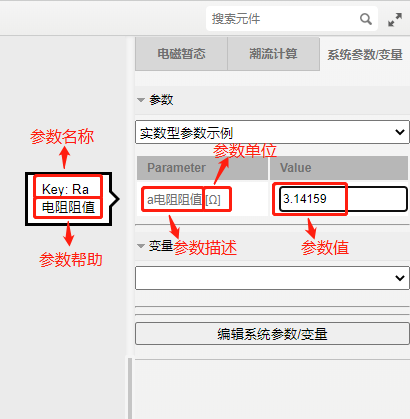 搜索元件
电磁暂态
潮流计算
系统参数/变量
参数
参数名称
实数型参数示例
参数单位
Parameter
Value
Key: Ra
电阻阻值
a电阻阻值 [Ω]
3.14159
参数帮助
变量
参数描述
参数值
编辑系统参数/变量